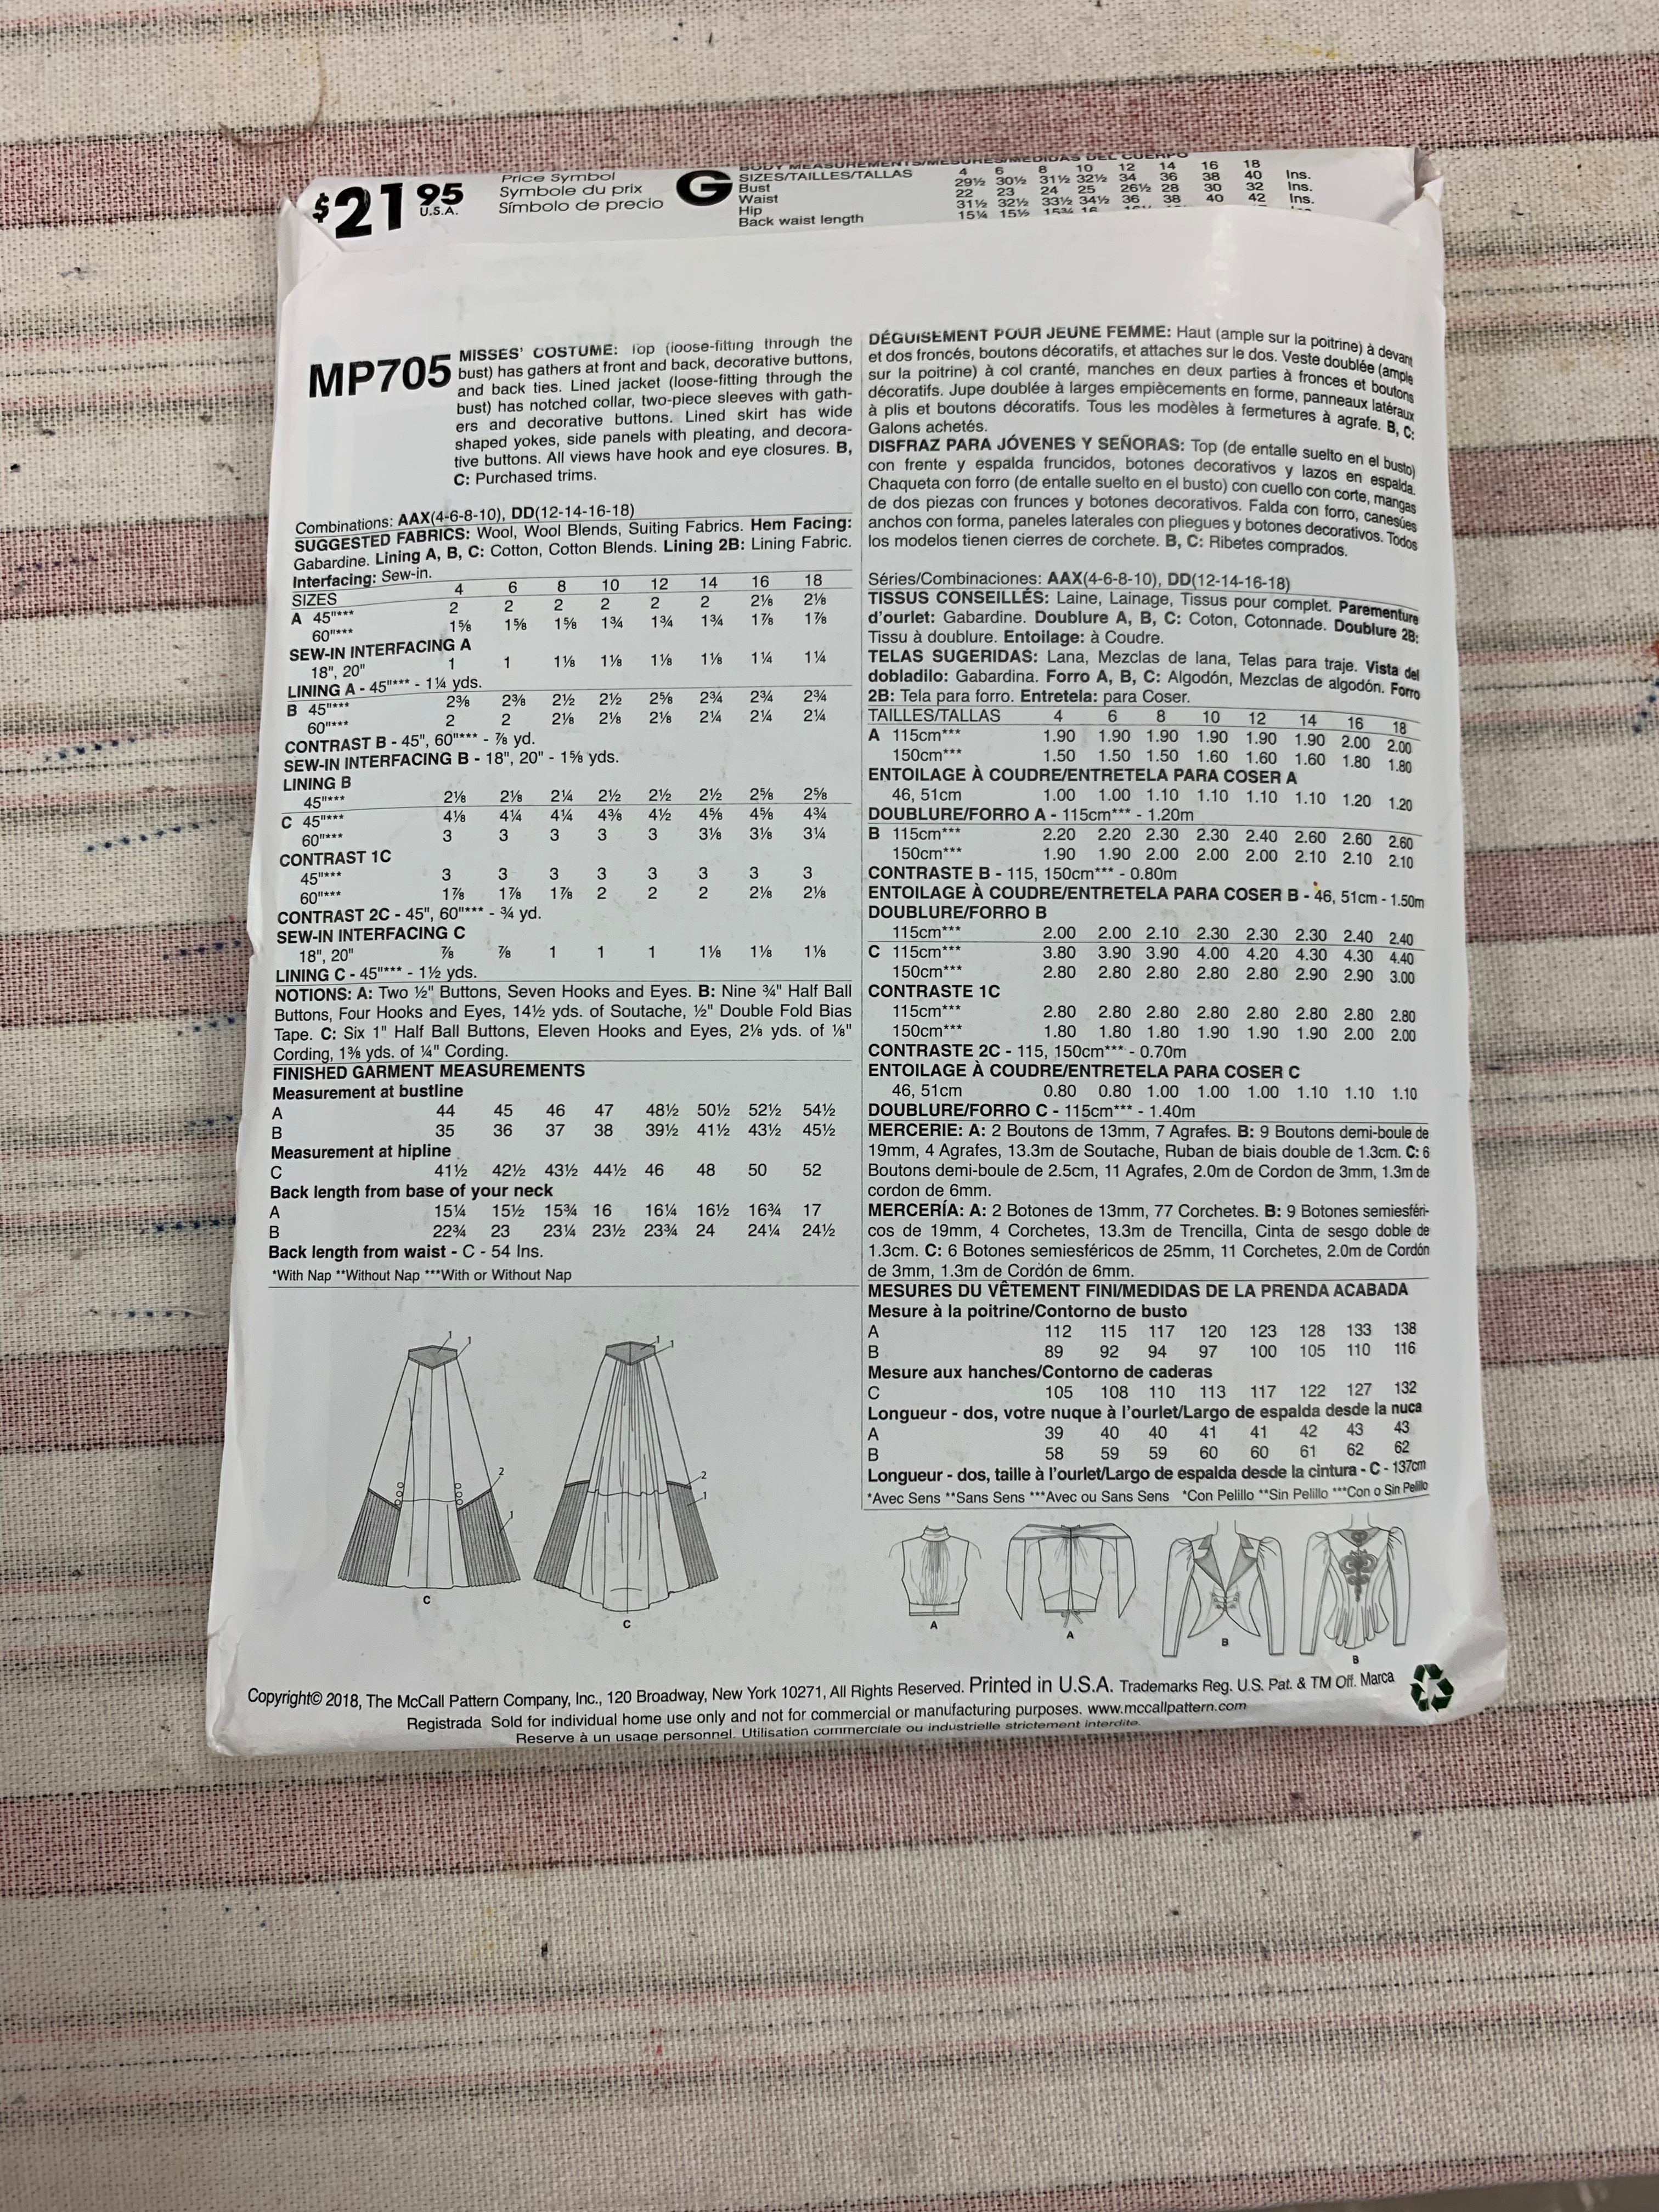 $21 95
U.S.A.
Price Symbol
Symbole du prix
Símbolo de precio
G
BODY MEASUREMENTS/MESURES/MEDIDAS DEL CUERPO
SIZES/TAILLES/TALLAS 4 6 8 10 12 14 16 18
Bust 29½ 30½ 31½ 32½ 34 36 38 40 Ins.
Waist 22 23 24 25 26½ 28 30 32 Ins.
Hip 31½ 32½ 33½ 34½ 36 38 40 42 Ins.
Back waist length 15¼ 15½ 15¾ 16
MP705
MISSES' COSTUME: Top (loose-fitting through the
bust) has gathers at front and back, decorative buttons,
and back ties. Lined jacket (loose-fitting through the
bust) has notched collar, two-piece sleeves with gath-
ers and decorative buttons. Lined skirt has wide
shaped yokes, side panels with pleating, and decora-
tive buttons. All views have hook and eye closures. B,
C: Purchased trims.
Combinations: AAX(4-6-8-10), DD(12-14-16-18)
SUGGESTED FABRICS: Wool, Wool Blends, Suiting Fabrics. Hem Facing:
Gabardine. Lining A, B, C: Cotton, Cotton Blends. Lining 2B: Lining Fabric.
Interfacing: Sew-in.
SIZES 4 6 8 10 12 14 16 18
A 45"*** 2 2 2 2 2 2 2⅛ 2⅛
60"*** 1⅝ 1⅝ 1⅝ 1¾ 1¾ 1¾ 1⅞ 1⅞
SEW-IN INTERFACING A
18", 20" 1 1 1⅛ 1⅛ 1⅛ 1⅛ 1¼ 1¼
LINING A - 45"*** - 1¼ yds.
B 45"*** 2⅜ 2⅜ 2½ 2½ 2⅝ 2¾ 2¾ 2¾
60"*** 2 2 2⅛ 2⅛ 2⅛ 2¼ 2¼ 2¼
CONTRAST B - 45", 60"*** - ⅞ yd.
SEW-IN INTERFACING B - 18", 20" - 1⅝ yds.
LINING B
45"*** 2⅛ 2⅛ 2¼ 2½ 2½ 2½ 2⅝ 2⅝
C 45"*** 4⅛ 4¼ 4¼ 4⅜ 4½ 4⅝ 4⅝ 4¾
60"*** 3 3 3 3 3 3⅛ 3⅛ 3¼
CONTRAST 1C
45"*** 3 3 3 3 3 3 3 3
60"*** 1⅞ 1⅞ 1⅞ 2 2 2 2⅛ 2⅛
CONTRAST 2C - 45", 60"*** - ¾ yd.
SEW-IN INTERFACING C
18", 20" ⅞ ⅞ 1 1 1 1⅛ 1⅛ 1⅛
LINING C - 45"*** - 1½ yds.
NOTIONS: A: Two ½" Buttons, Seven Hooks and Eyes. B: Nine ¾" Half Ball
Buttons, Four Hooks and Eyes, 14½ yds. of Soutache, ½" Double Fold Bias
Tape. C: Six 1" Half Ball Buttons, Eleven Hooks and Eyes, 2⅛ yds. of ⅛"
Cording, 1⅜ yds. of ¼" Cording.
FINISHED GARMENT MEASUREMENTS
Measurement at bustline
A 44 45 46 47 48½ 50½ 52½ 54½
B 35 36 37 38 39½ 41½ 43½ 45½
Measurement at hipline
C 41½ 42½ 43½ 44½ 46 48 50 52
Back length from base of your neck
A 15¼ 15½ 15¾ 16 16¼ 16½ 16¾ 17
B 22¾ 23 23¼ 23½ 23¾ 24 24¼ 24½
Back length from waist - C - 54 Ins.
*With Nap **Without Nap ***With or Without Nap
1 1 1 1
2 2
1 1
C C
DÉGUISEMENT POUR JEUNE FEMME: Haut (ample sur la poitrine) à devant
et dos froncés, boutons décoratifs, et attaches sur le dos. Veste doublée (ample
sur la poitrine) à col cranté, manches en deux parties à fronces et boutons
décoratifs. Jupe doublée à larges empiècements en forme, panneaux latéraux
à plis et boutons décoratifs. Tous les modèles à fermetures à agrafe. B, C:
Galons achetés.
DISFRAZ PARA JÓVENES Y SEÑORAS: Top (de entalle suelto en el busto)
con frente y espalda fruncidos, botones decorativos y lazos en espalda.
Chaqueta con forro (de entalle suelto en el busto) con cuello con corte, mangas
de dos piezas con frunces y botones decorativos. Falda con forro, canesúes
anchos con forma, paneles laterales con pliegues y botones decorativos. Todos
los modelos tienen cierres de corchete. B, C: Ribetes comprados.
Séries/Combinaciones: AAX(4-6-8-10), DD(12-14-16-18)
TISSUS CONSEILLÉS: Laine, Lainage, Tissus pour complet. Parementure
d'ourlet: Gabardine. Doublure A, B, C: Coton, Cotonnade. Doublure 2B:
Tissu à doublure. Entoilage: à Coudre.
TELAS SUGERIDAS: Lana, Mezclas de lana, Telas para traje. Vista del
dobladilo: Gabardina. Forro A, B, C: Algodón, Mezclas de algodón. Forro
2B: Tela para forro. Entretela: para Coser.
TAILLES/TALLAS 4 6 8 10 12 14 16 18
A 115cm*** 1.90 1.90 1.90 1.90 1.90 1.90 2.00 2.00
150cm*** 1.50 1.50 1.50 1.60 1.60 1.60 1.80 1.80
ENTOILAGE À COUDRE/ENTRETELA PARA COSER A
46, 51cm 1.00 1.00 1.10 1.10 1.10 1.10 1.20 1.20
DOUBLURE/FORRO A - 115cm*** - 1.20m
B 115cm*** 2.20 2.20 2.30 2.30 2.40 2.60 2.60 2.60
150cm*** 1.90 1.90 2.00 2.00 2.00 2.10 2.10 2.10
CONTRASTE B - 115, 150cm*** - 0.80m
ENTOILAGE À COUDRE/ENTRETELA PARA COSER B - 46, 51cm - 1.50m
DOUBLURE/FORRO B
115cm*** 2.00 2.00 2.10 2.30 2.30 2.30 2.40 2.40
C 115cm*** 3.80 3.90 3.90 4.00 4.20 4.30 4.30 4.40
150cm*** 2.80 2.80 2.80 2.80 2.80 2.90 2.90 3.00
CONTRASTE 1C
115cm*** 2.80 2.80 2.80 2.80 2.80 2.80 2.80 2.80
150cm*** 1.80 1.80 1.80 1.90 1.90 1.90 2.00 2.00
CONTRASTE 2C - 115, 150cm*** - 0.70m
ENTOILAGE À COUDRE/ENTRETELA PARA COSER C
46, 51cm 0.80 0.80 1.00 1.00 1.00 1.10 1.10 1.10
DOUBLURE/FORRO C - 115cm*** - 1.40m
MERCERIE: A: 2 Boutons de 13mm, 7 Agrafes. B: 9 Boutons demi-boule de
19mm, 4 Agrafes, 13.3m de Soutache, Ruban de biais double de 1.3cm. C: 6
Boutons demi-boule de 2.5cm, 11 Agrafes, 2.0m de Cordon de 3mm, 1.3m de
cordon de 6mm.
MERCERÍA: A: 2 Botones de 13mm, 77 Corchetes. B: 9 Botones semiesféri-
cos de 19mm, 4 Corchetes, 13.3m de Trencilla, Cinta de sesgo doble de
1.3cm. C: 6 Botones semiesféricos de 25mm, 11 Corchetes, 2.0m de Cordón
de 3mm, 1.3m de Cordón de 6mm.
MESURES DU VÊTEMENT FINI/MEDIDAS DE LA PRENDA ACABADA
Mesure à la poitrine/Contorno de busto
A 112 115 117 120 123 128 133 138
B 89 92 94 97 100 105 110 116
Mesure aux hanches/Contorno de caderas
C 105 108 110 113 117 122 127 132
Longueur - dos, votre nuque à l'ourlet/Largo de espalda desde la nuca
A 39 40 40 41 41 42 43 43
B 58 59 59 60 60 61 62 62
Longueur - dos, taille à l'ourlet/Largo de espalda desde la cintura - C - 137cm
*Avec Sens **Sans Sens ***Avec ou Sans Sens *Con Pelillo **Sin Pelillo ***Con o Sin Pelillo
A A B B
Copyright© 2018, The McCall Pattern Company, Inc., 120 Broadway, New York 10271, All Rights Reserved. Printed in U.S.A. Trademarks Reg. U.S. Pat. & TM Off. Marca
Registrada Sold for individual home use only and not for commercial or manufacturing purposes. www.mccallpattern.com
Reserve à un usage personnel. Utilisation commerciale ou industrielle strictement interdite.